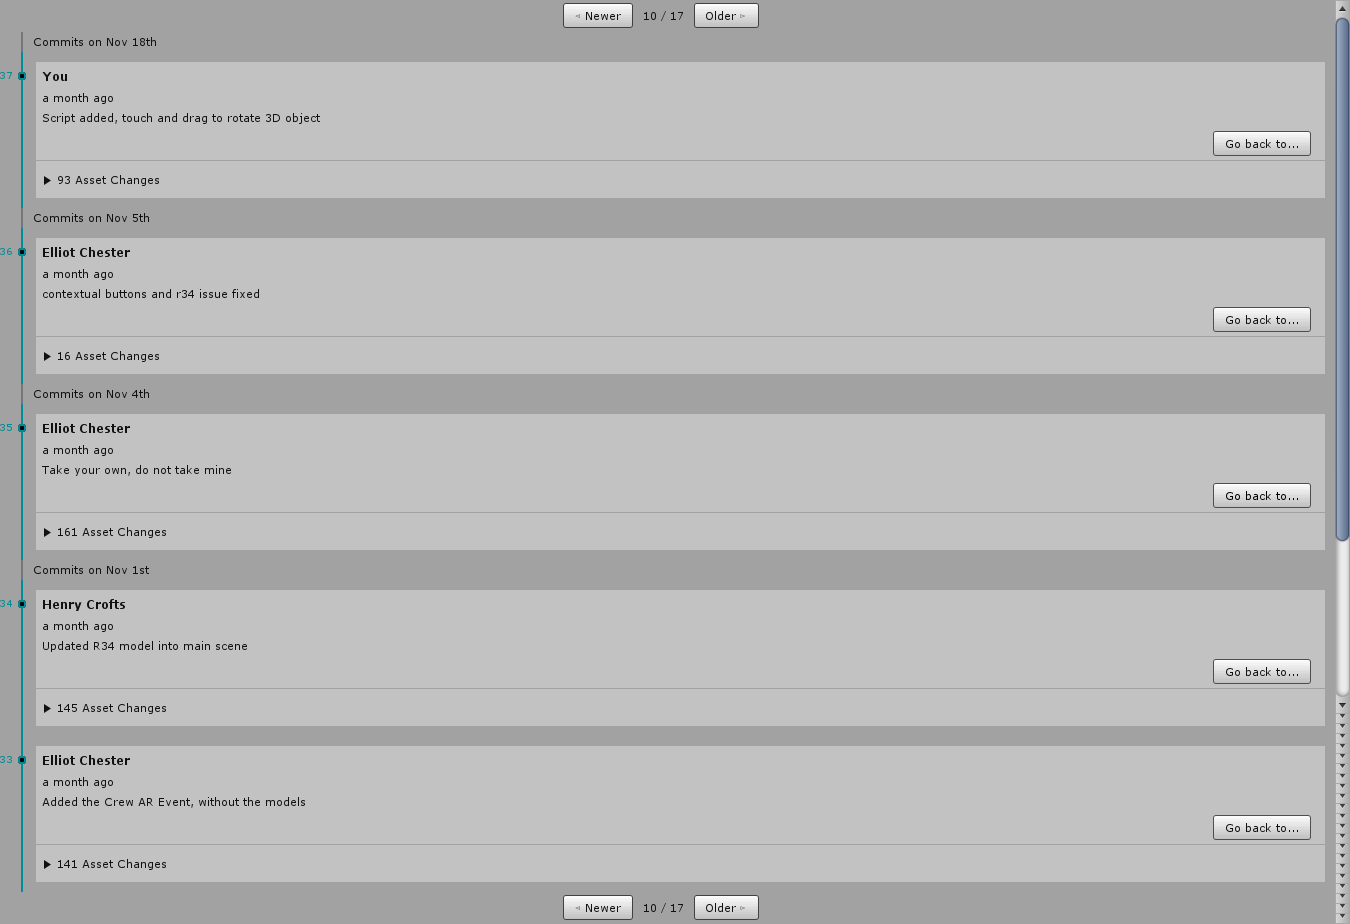 Newer 10 / 17 Older
Commits on Nov 18th
37
You
a month ago
Script added, touch and drag to rotate 3D object
Go back to...
93 Asset Changes
Commits on Nov 5th
36
Elliot Chester
a month ago
contextual buttons and r34 issue fixed
Go back to...
16 Asset Changes
Commits on Nov 4th
35
Elliot Chester
a month ago
Take your own, do not take mine
Go back to...
161 Asset Changes
Commits on Nov 1st
34
Henry Crofts
a month ago
Updated R34 model into main scene
Go back to...
145 Asset Changes
33
Elliot Chester
a month ago
Added the Crew AR Event, without the models
Go back to...
141 Asset Changes
Newer 10 / 17 Older